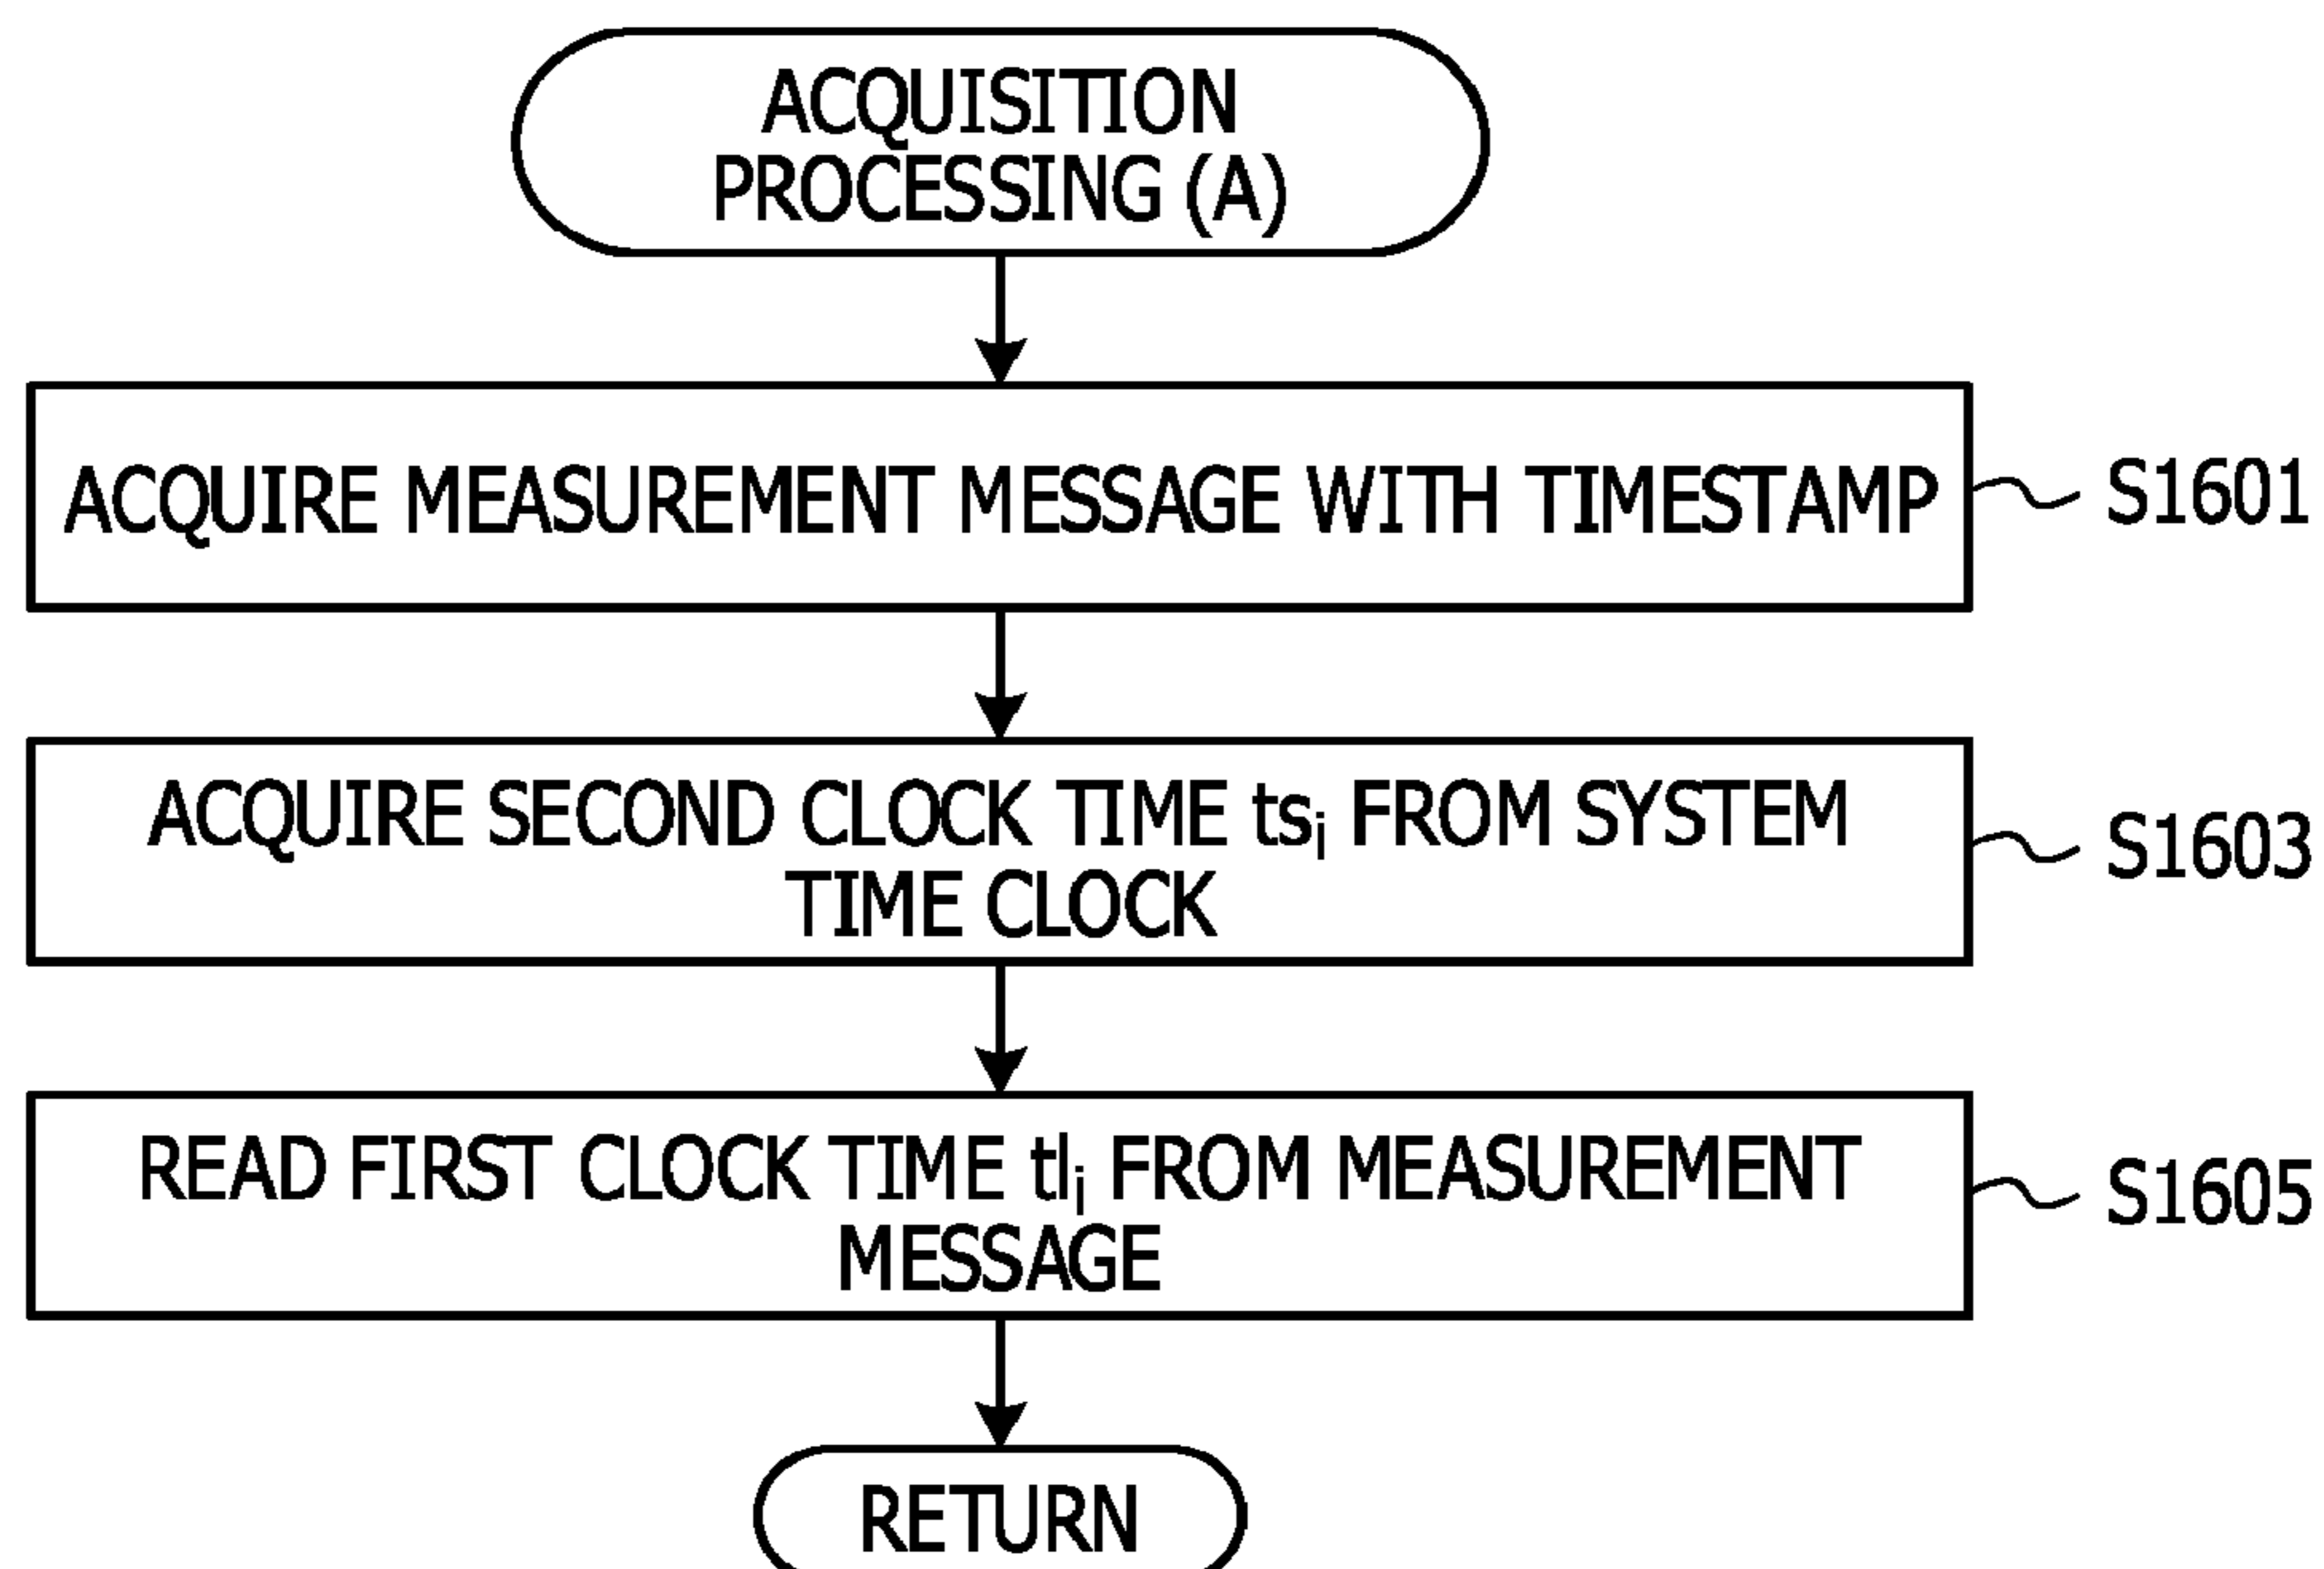 ACQUISITION
PROCESSING (A)
ACQUIRE MEASUREMENT MESSAGE WITH TIMESTAMP
S1601
ACQUIRE SECOND CLOCK TIME tsᵢ FROM SYSTEM
TIME CLOCK
S1603
READ FIRST CLOCK TIME tlᵢ FROM MEASUREMENT
MESSAGE
S1605
RETURN